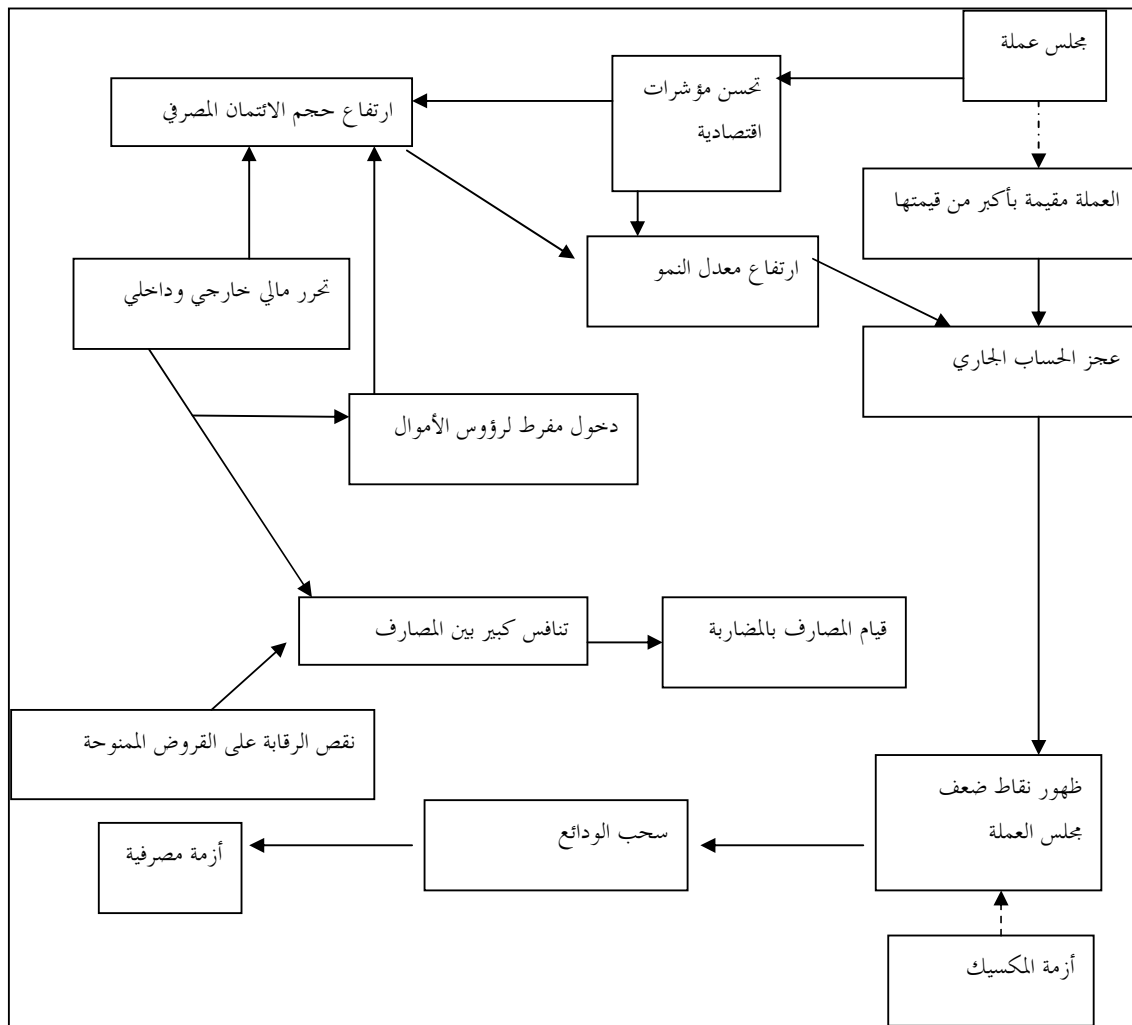 مجلس عملة
تحسن مؤشرات
اقتصادية
ارتفاع حجم الائتمان المصرفي
العملة مقيمة بأكبر من قيمتها
ارتفاع معدل النمو
تحرر مالي خارجي وداخلي
عجز الحساب الجاري
دخول مفرط لرؤوس الأموال
قيام المصارف بالمضاربة
تنافس كبير بين المصارف
نقص الرقابة على القروض الممنوحة
ظهور نقاط ضعف
مجلس العملة
سحب الودائع
أزمة مصرفية
أزمة المكسيك